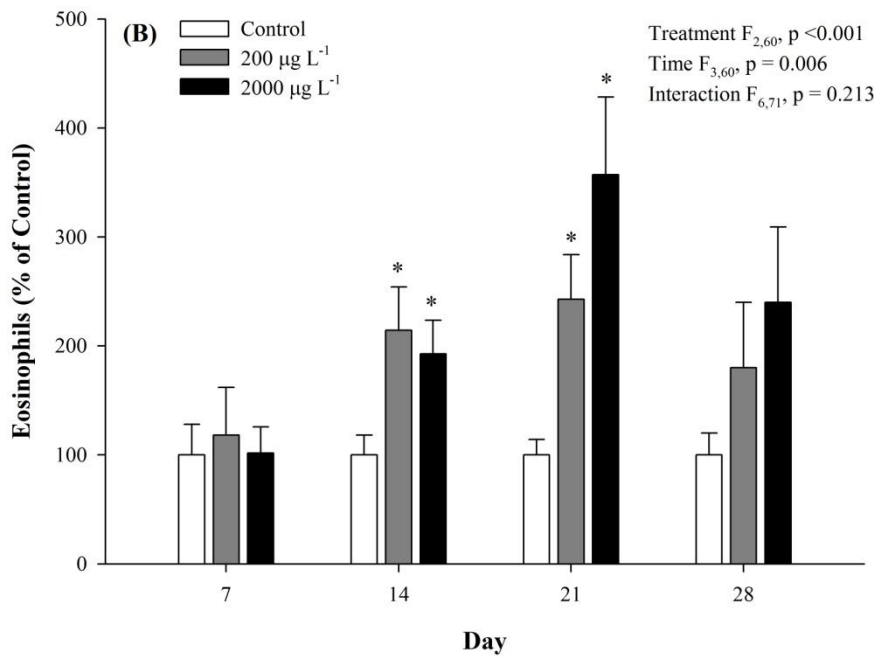 (B)
Control
200 μg L⁻¹
2000 μg L⁻¹
Treatment F₂,₆₀, p <0.001
Time F₃,₆₀, p = 0.006
Interaction F₆,₇₁, p = 0.213
500
400
300
200
100
0
Eosinophils (% of Control)
*
*
*
*
7
14
21
28
Day